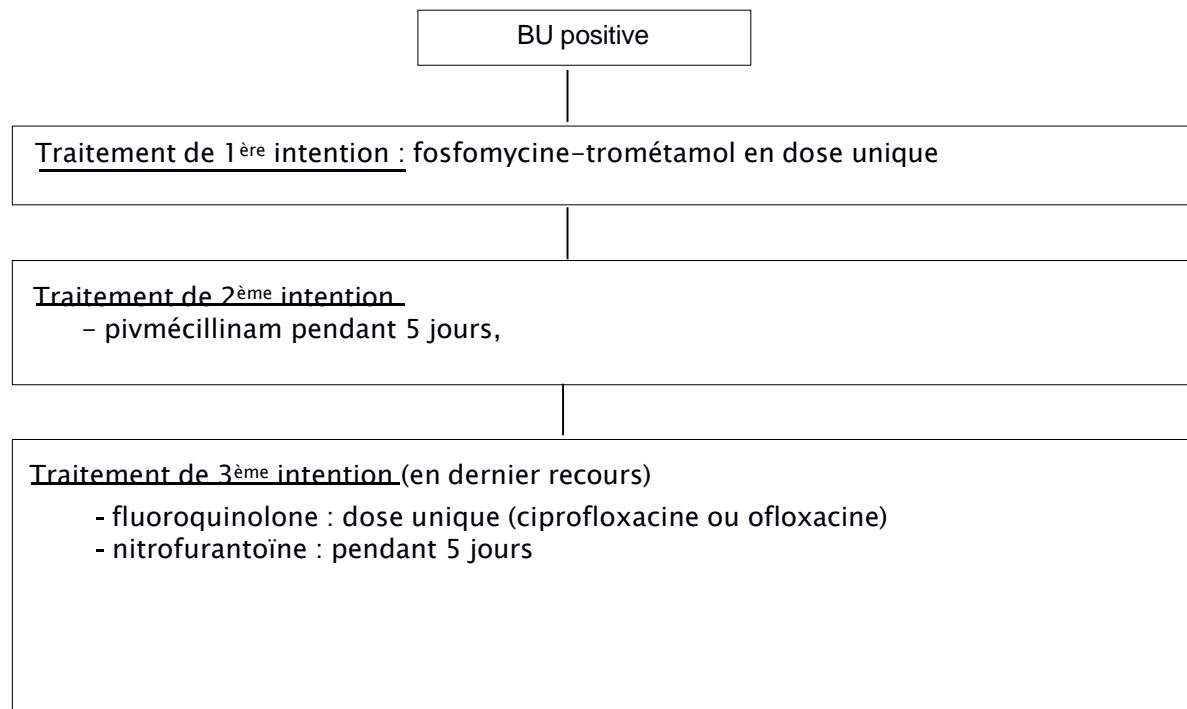 BU positive
Traitement de 1ère intention : fosfomycine-trométamol en dose unique
Traitement de 2ème intention
– pivmécillinam pendant 5 jours,
Traitement de 3ème intention (en dernier recours)
- fluoroquinolone : dose unique (ciprofloxacine ou ofloxacine)
- nitrofurantoïne : pendant 5 jours